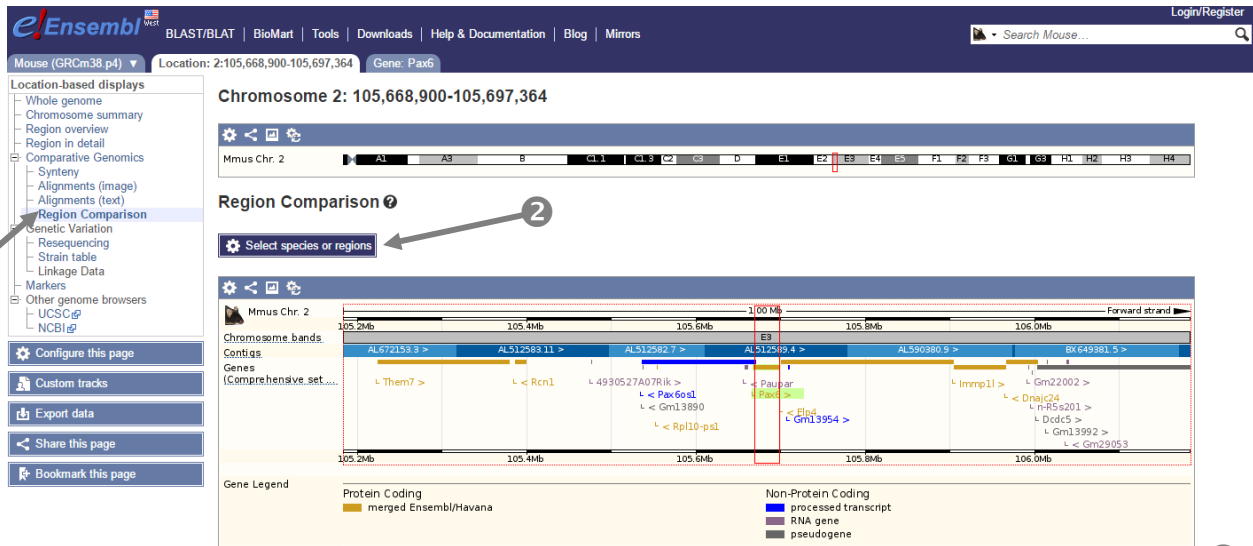 Login/Register
e!Ensembl West BLAST/BLAT | BioMart | Tools | Downloads | Help & Documentation | Blog | Mirrors Search Mouse...
Mouse (GRCm38.p4) ▼ Location: 2:105,668,900-105,697,364 Gene: Pax6
Location-based displays
Whole genome
Chromosome summary
Region overview
Region in detail
Comparative Genomics
Synteny
Alignments (image)
Alignments (text)
Region Comparison
Genetic Variation
Resequencing
Strain table
Linkage Data
Markers
Other genome browsers
UCSC
NCBI
Configure this page
Custom tracks
Export data
Share this page
Bookmark this page
Chromosome 2: 105,668,900-105,697,364
Mmus Chr. 2 A1 A3 B C1.1 C1.3 C2 C3 D E1 E2 E3 E4 E5 F1 F2 F3 G1 G3 H1 H2 H3 H4
Region Comparison ?
2
Select species or regions
Mmus Chr. 2 1.00 Mb Forward strand
105.2Mb 105.4Mb 105.6Mb 105.8Mb 106.0Mb
Chromosome bands E3
Contigs AL672153.3 > AL512583.11 > AL512582.7 > AL512589.4 > AL590380.9 > BX649381.5 >
Genes
(Comprehensive set ...
Them7 > < Rcn1 4930527A07Rik > < Paupar Immp1l > Gm22002 >
< Pax6os1 Pax6 > < Dnajc24
< Gm13890 < Elp4 n-R5s201 >
Gm13954 > Dcdc5 >
< Rpl10-ps1 Gm13992 >
< Gm29053
105.2Mb 105.4Mb 105.6Mb 105.8Mb 106.0Mb
Gene Legend
Protein Coding Non-Protein Coding
merged Ensembl/Havana processed transcript
RNA gene
pseudogene